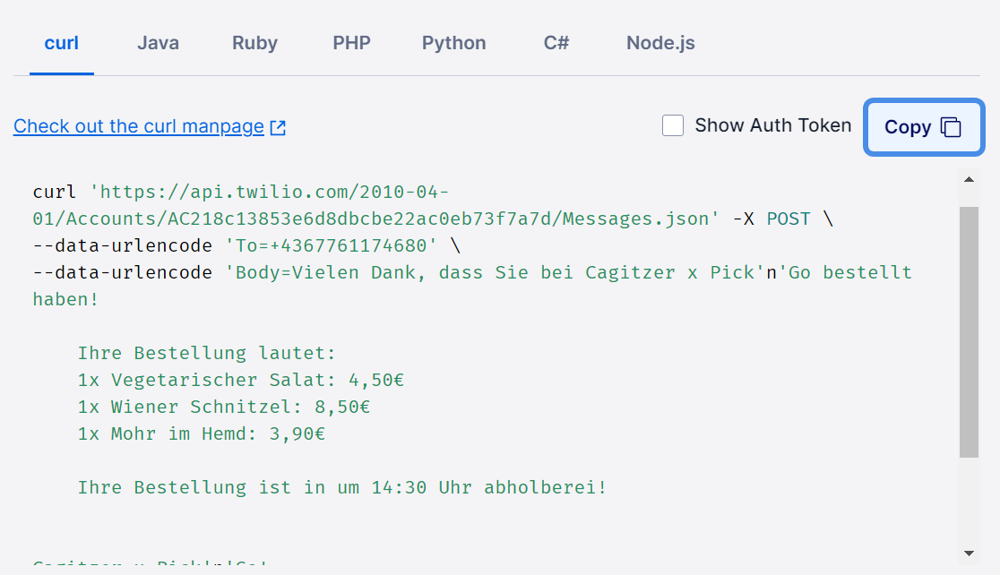 curl Java Ruby PHP Python C# Node.js
Check out the curl manpage Show Auth Token Copy
curl 'https://api.twilio.com/2010-04-
01/Accounts/AC218c13853e6d8dbcbe22ac0eb73f7a7d/Messages.json' -X POST \
--data-urlencode 'To=+4367761174680' \
--data-urlencode 'Body=Vielen Dank, dass Sie bei Cagitzer x Pick'n'Go bestellt
haben!
Ihre Bestellung lautet:
1x Vegetarischer Salat: 4,50€
1x Wiener Schnitzel: 8,50€
1x Mohr im Hemd: 3,90€
Ihre Bestellung ist in um 14:30 Uhr abholberei!
Cagitzer x Pick'n'Go'